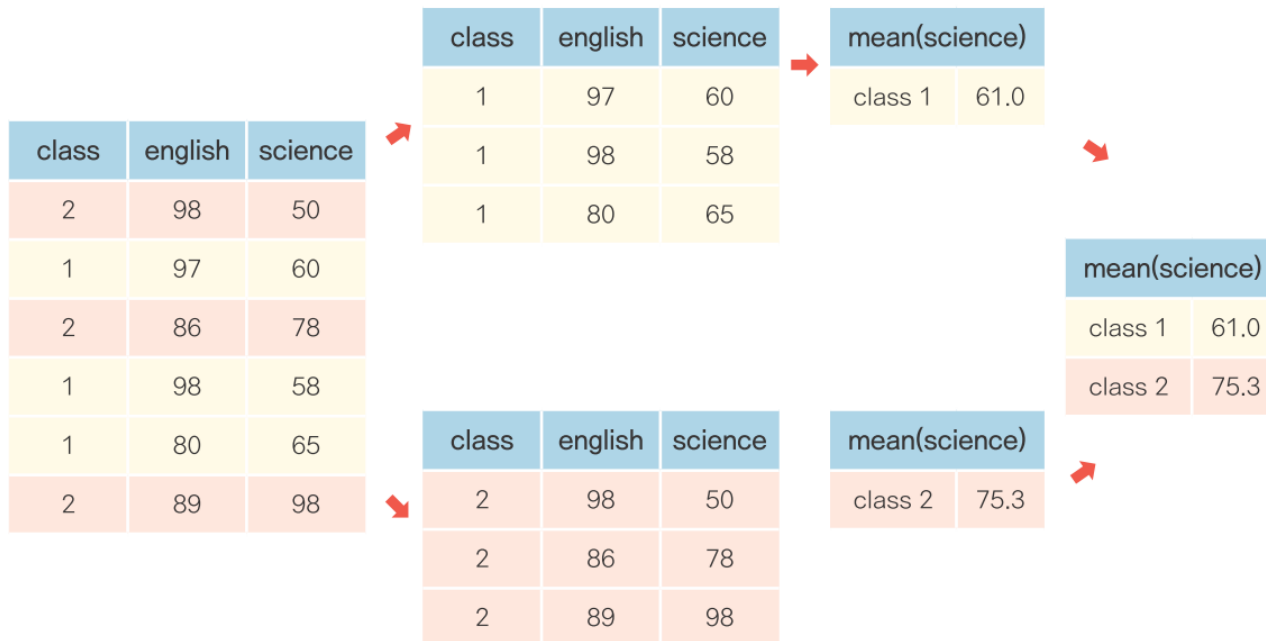 class english science
2 98 50
1 97 60
2 86 78
1 98 58
1 80 65
2 89 98
class english science
1 97 60
1 98 58
1 80 65
mean(science)
class 1 61.0
class english science
2 98 50
2 86 78
2 89 98
mean(science)
class 2 75.3
mean(science)
class 1 61.0
class 2 75.3